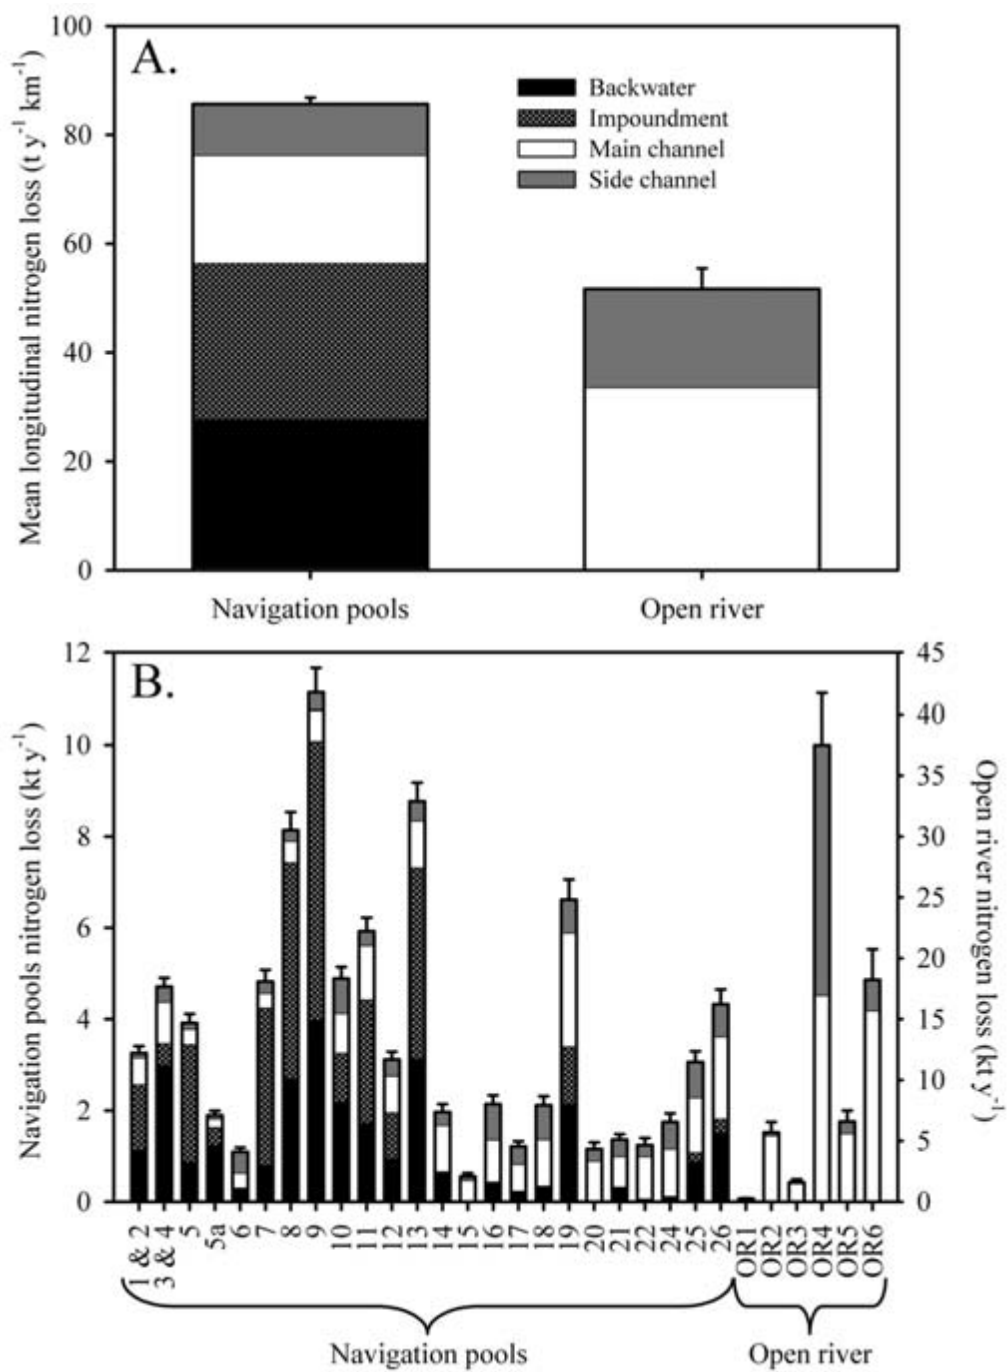 Mean longitudinal nitrogen loss (t y⁻¹ km⁻¹)
100
80
60
40
20
0
A.
Backwater
Impoundment
Main channel
Side channel
Navigation pools
Open river
Navigation pools nitrogen loss (kt y⁻¹)
12
10
8
6
4
2
0
B.
45
40
35
30
25
20
15
10
5
0
Open river nitrogen loss (kt y⁻¹)
1 & 2
3 & 4
5
5a
6
7
8
9
10
11
12
13
14
15
16
17
18
19
20
21
22
24
25
26
OR1
OR2
OR3
OR4
OR5
OR6
Navigation pools
Open river